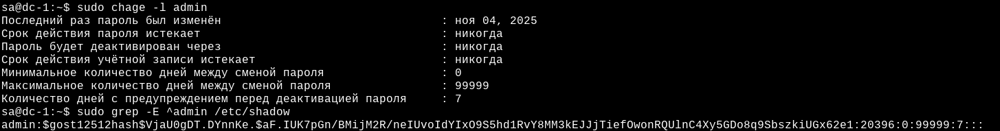 sa@dc-1:~$ sudo chage -l admin
Последний раз пароль был изменён : ноя 04, 2025
Срок действия пароля истекает : никогда
Пароль будет деактивирован через : никогда
Срок действия учётной записи истекает : никогда
Минимальное количество дней между сменой пароля : 0
Максимальное количество дней между сменой пароля : 99999
Количество дней с предупреждением перед деактивацией пароля : 7
sa@dc-1:~$ sudo grep -E ^admin /etc/shadow
admin:$gost12512hash$VjaU0gDT.DYnnKe.$aF.IUK7pGn/BMijM2R/neIUvoIdYIxO9S5hd1RvY8MM3kEJJjTiefOwonRQUlnC4Xy5GDo8q9SbszkiUGx62e1:20396:0:99999:7:::